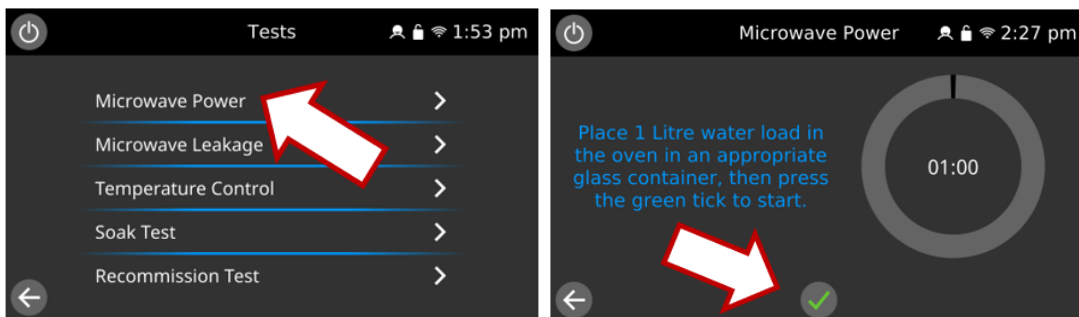 Tests 1:53 pm
Microwave Power
Microwave Leakage
Temperature Control
Soak Test
Recommission Test
Microwave Power 2:27 pm
Place 1 Litre water load in
the oven in an appropriate
glass container, then press
the green tick to start.
01:00